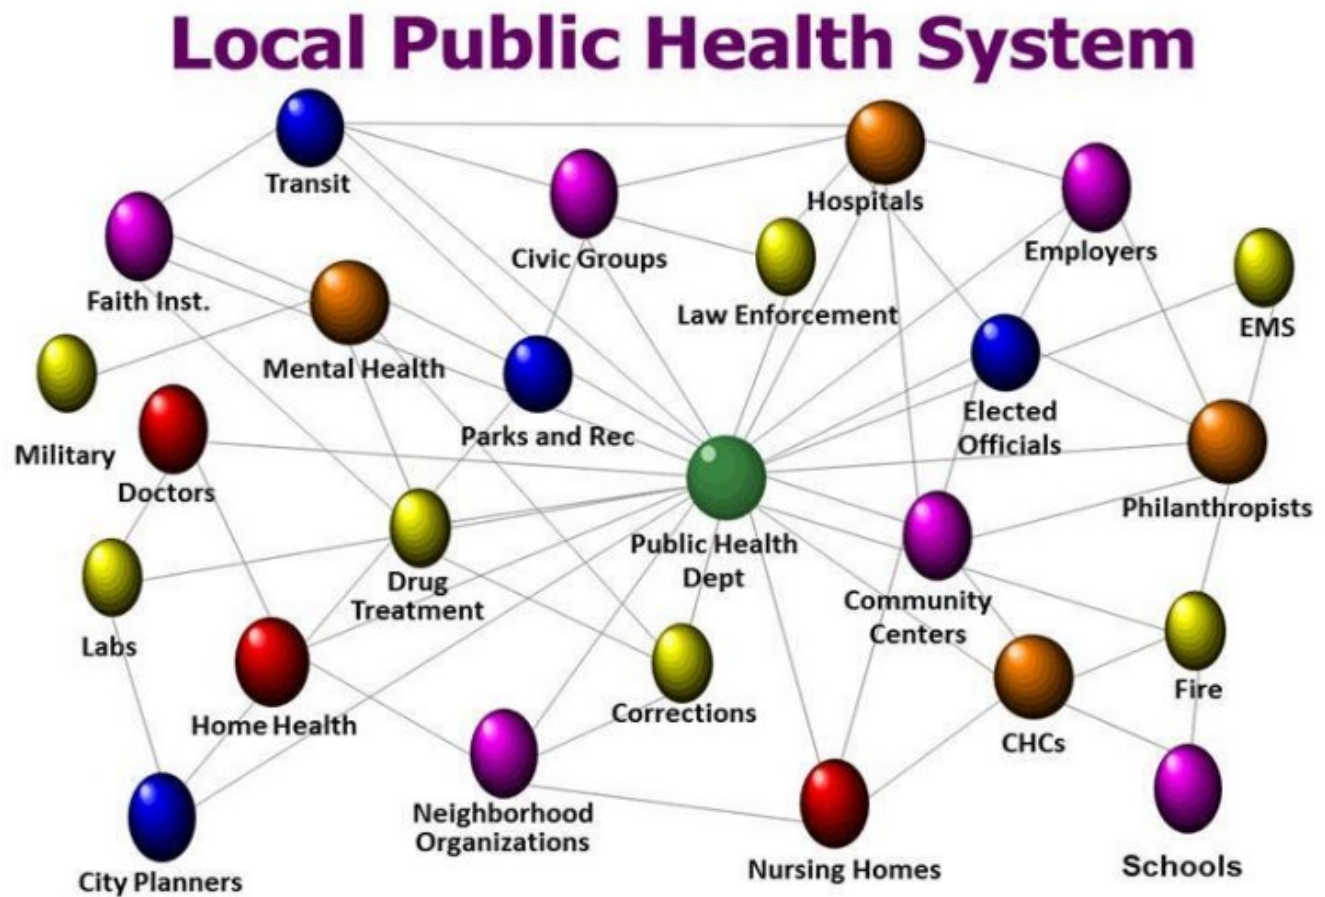 Local Public Health System
Transit
Hospitals
Civic Groups
Employers
Faith Inst.
Law Enforcement
EMS
Mental Health
Elected
Officials
Parks and Rec
Military
Doctors
Philanthropists
Public Health
Dept
Drug
Treatment
Community
Centers
Labs
Fire
Home Health
Corrections
CHCs
Neighborhood
Organizations
Nursing Homes
Schools
City Planners